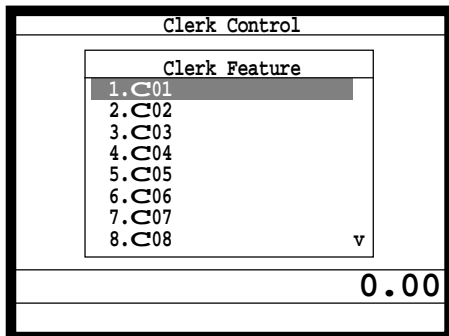 Clerk Control
Clerk Feature
1.C01
2.C02
3.C03
4.C04
5.C05
6.C06
7.C07
8.C08 v
0.00